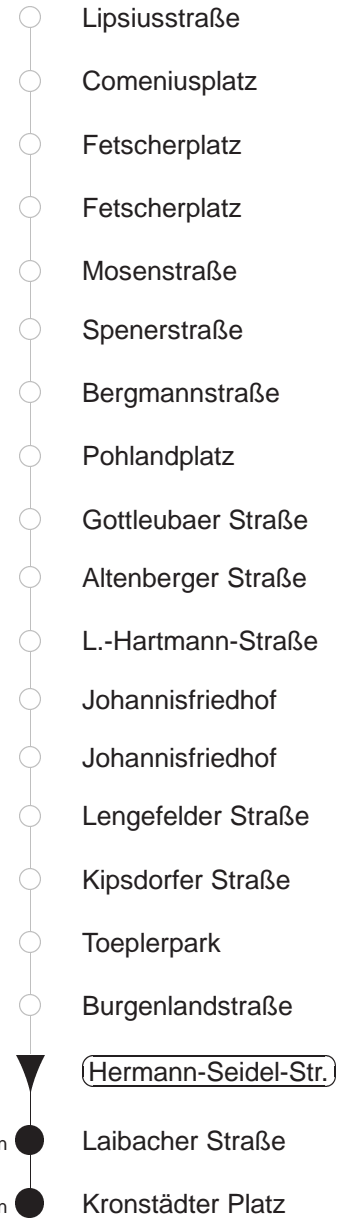 Lipsiusstraße
Comeniusplatz
Fetscherplatz
Fetscherplatz
Mosenstraße
Spenerstraße
Bergmannstraße
Pohlandplatz
Gottleubaer Straße
Altenberger Straße
L.-Hartmann-Straße
Johannisfriedhof
Johannisfriedhof
Lengefelder Straße
Kipsdorfer Straße
Toeplerpark
Burgenlandstraße
Hermann-Seidel-Str.
Laibacher Straße
Kronstädter Platz